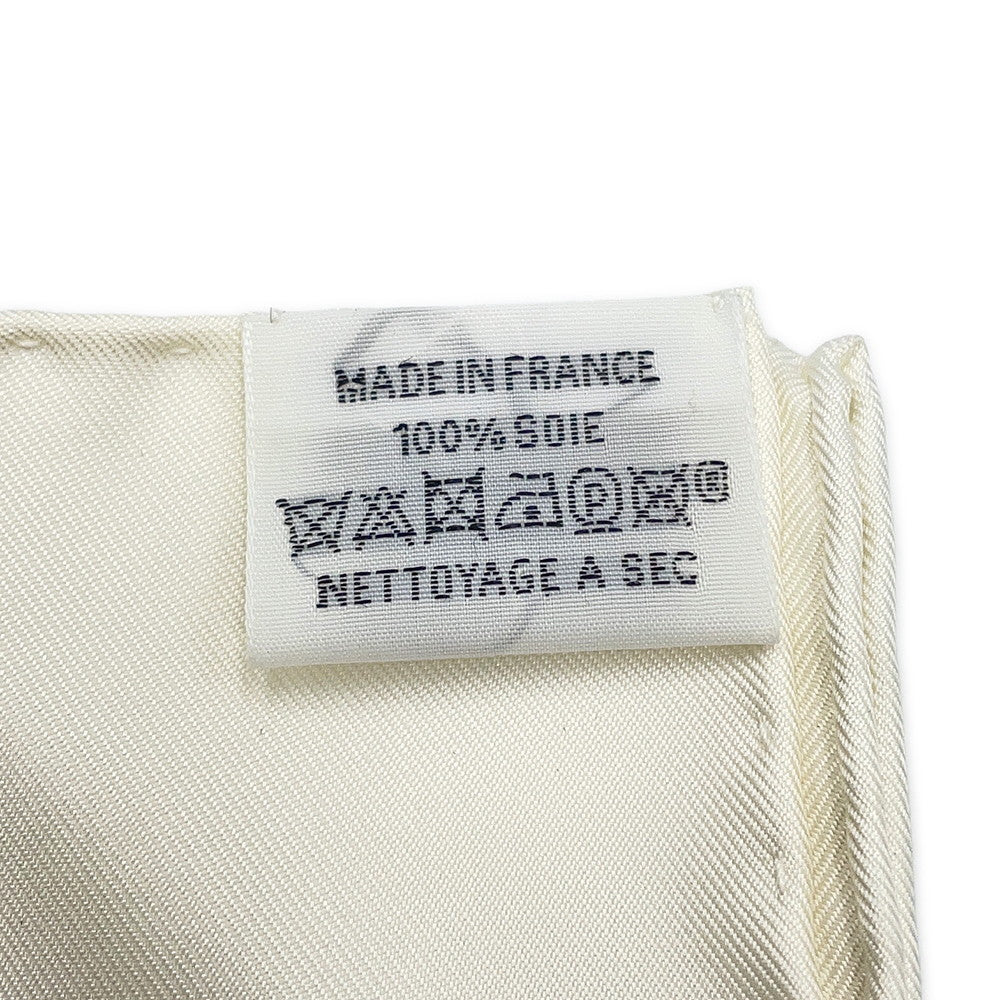 MADE IN FRANCE
100% SOIE
P ®
NETTOYAGE A SEC